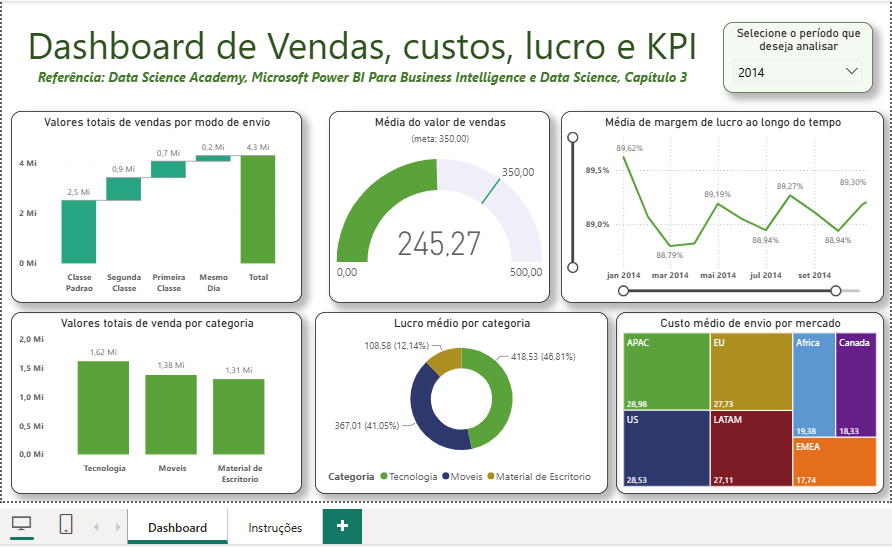 Dashboard de Vendas, custos, lucro e KPI
Referência: Data Science Academy, Microsoft Power BI Para Business Intelligence e Data Science, Capítulo 3
Selecione o período que
deseja analisar
2014
Valores totais de vendas por modo de envio
4 Mi
2 Mi
0 Mi
2,5 Mi
0,9 Mi
0,7 Mi
0,2 Mi
4,3 Mi
Classe
Padrao
Segunda
Classe
Primeira
Classe
Mesmo
Dia
Total
Média do valor de vendas
(meta: 350,00)
350,00
245,27
0,00
500,00
Média de margem de lucro ao longo do tempo
89,5%
89,0%
89,62%
88,79%
89,19%
88,94%
89,27%
88,94%
89,30%
jan 2014
mar 2014
mai 2014
jul 2014
set 2014
Valores totais de venda por categoria
2,0 Mi
1,5 Mi
1,0 Mi
0,5 Mi
0,0 Mi
1,62 Mi
1,38 Mi
1,31 Mi
Tecnologia
Moveis
Material de
Escritorio
Lucro médio por categoria
108,58 (12,14%)
418,53 (46,81%)
367,01 (41,05%)
Categoria
Tecnologia
Moveis
Material de Escritorio
Custo médio de envio por mercado
APAC
28,98
EU
27,73
Africa
19,38
Canada
18,33
US
28,53
LATAM
27,11
EMEA
17,74
Dashboard
Instruções